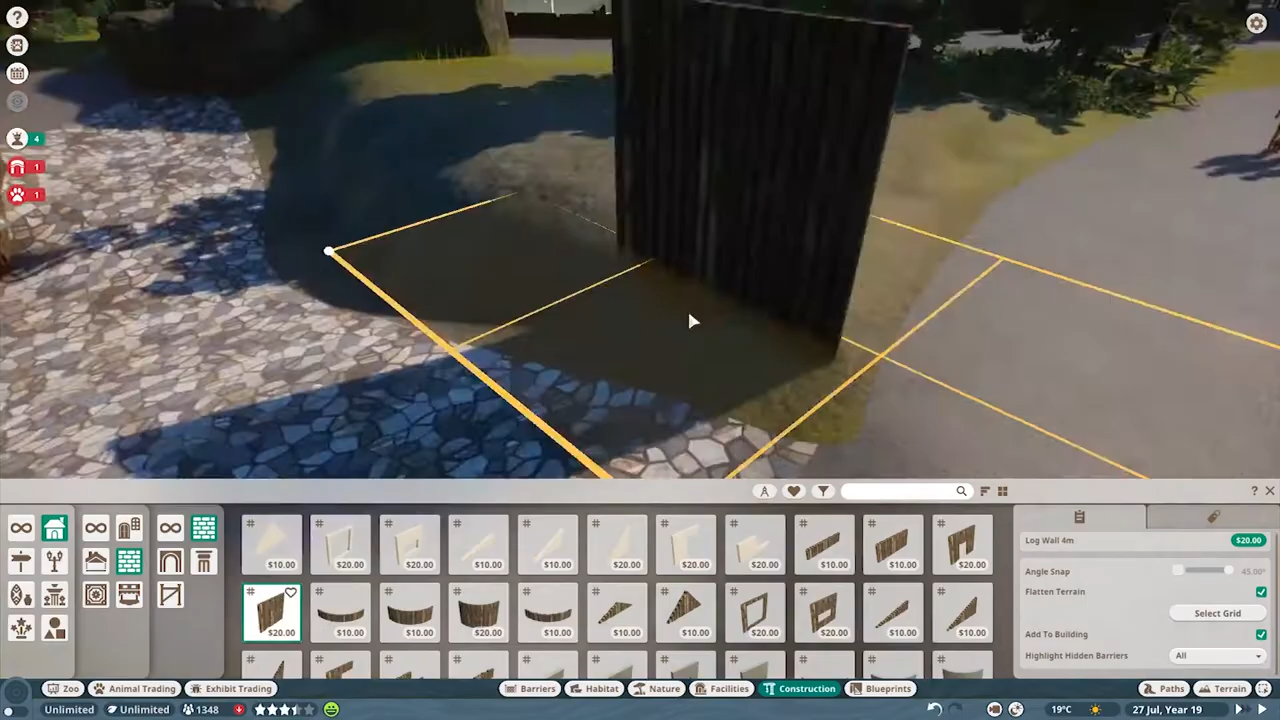 ?
4
1
1
? ×
$10.00 $20.00 $20.00 $10.00 $10.00 $20.00 $20.00 $20.00 $10.00 $10.00 $20.00
$20.00 $10.00 $10.00 $20.00 $10.00 $10.00 $10.00 $20.00 $20.00 $10.00 $10.00
Log Wall 4m $20.00
Angle Snap 45.00°
Flatten Terrain
Select Grid
Add To Building
Highlight Hidden Barriers All
Zoo Animal Trading Exhibit Trading Barriers Habitat Nature Facilities Construction Blueprints Paths Terrain
Unlimited Unlimited 1348 19°C 27 Jul, Year 19